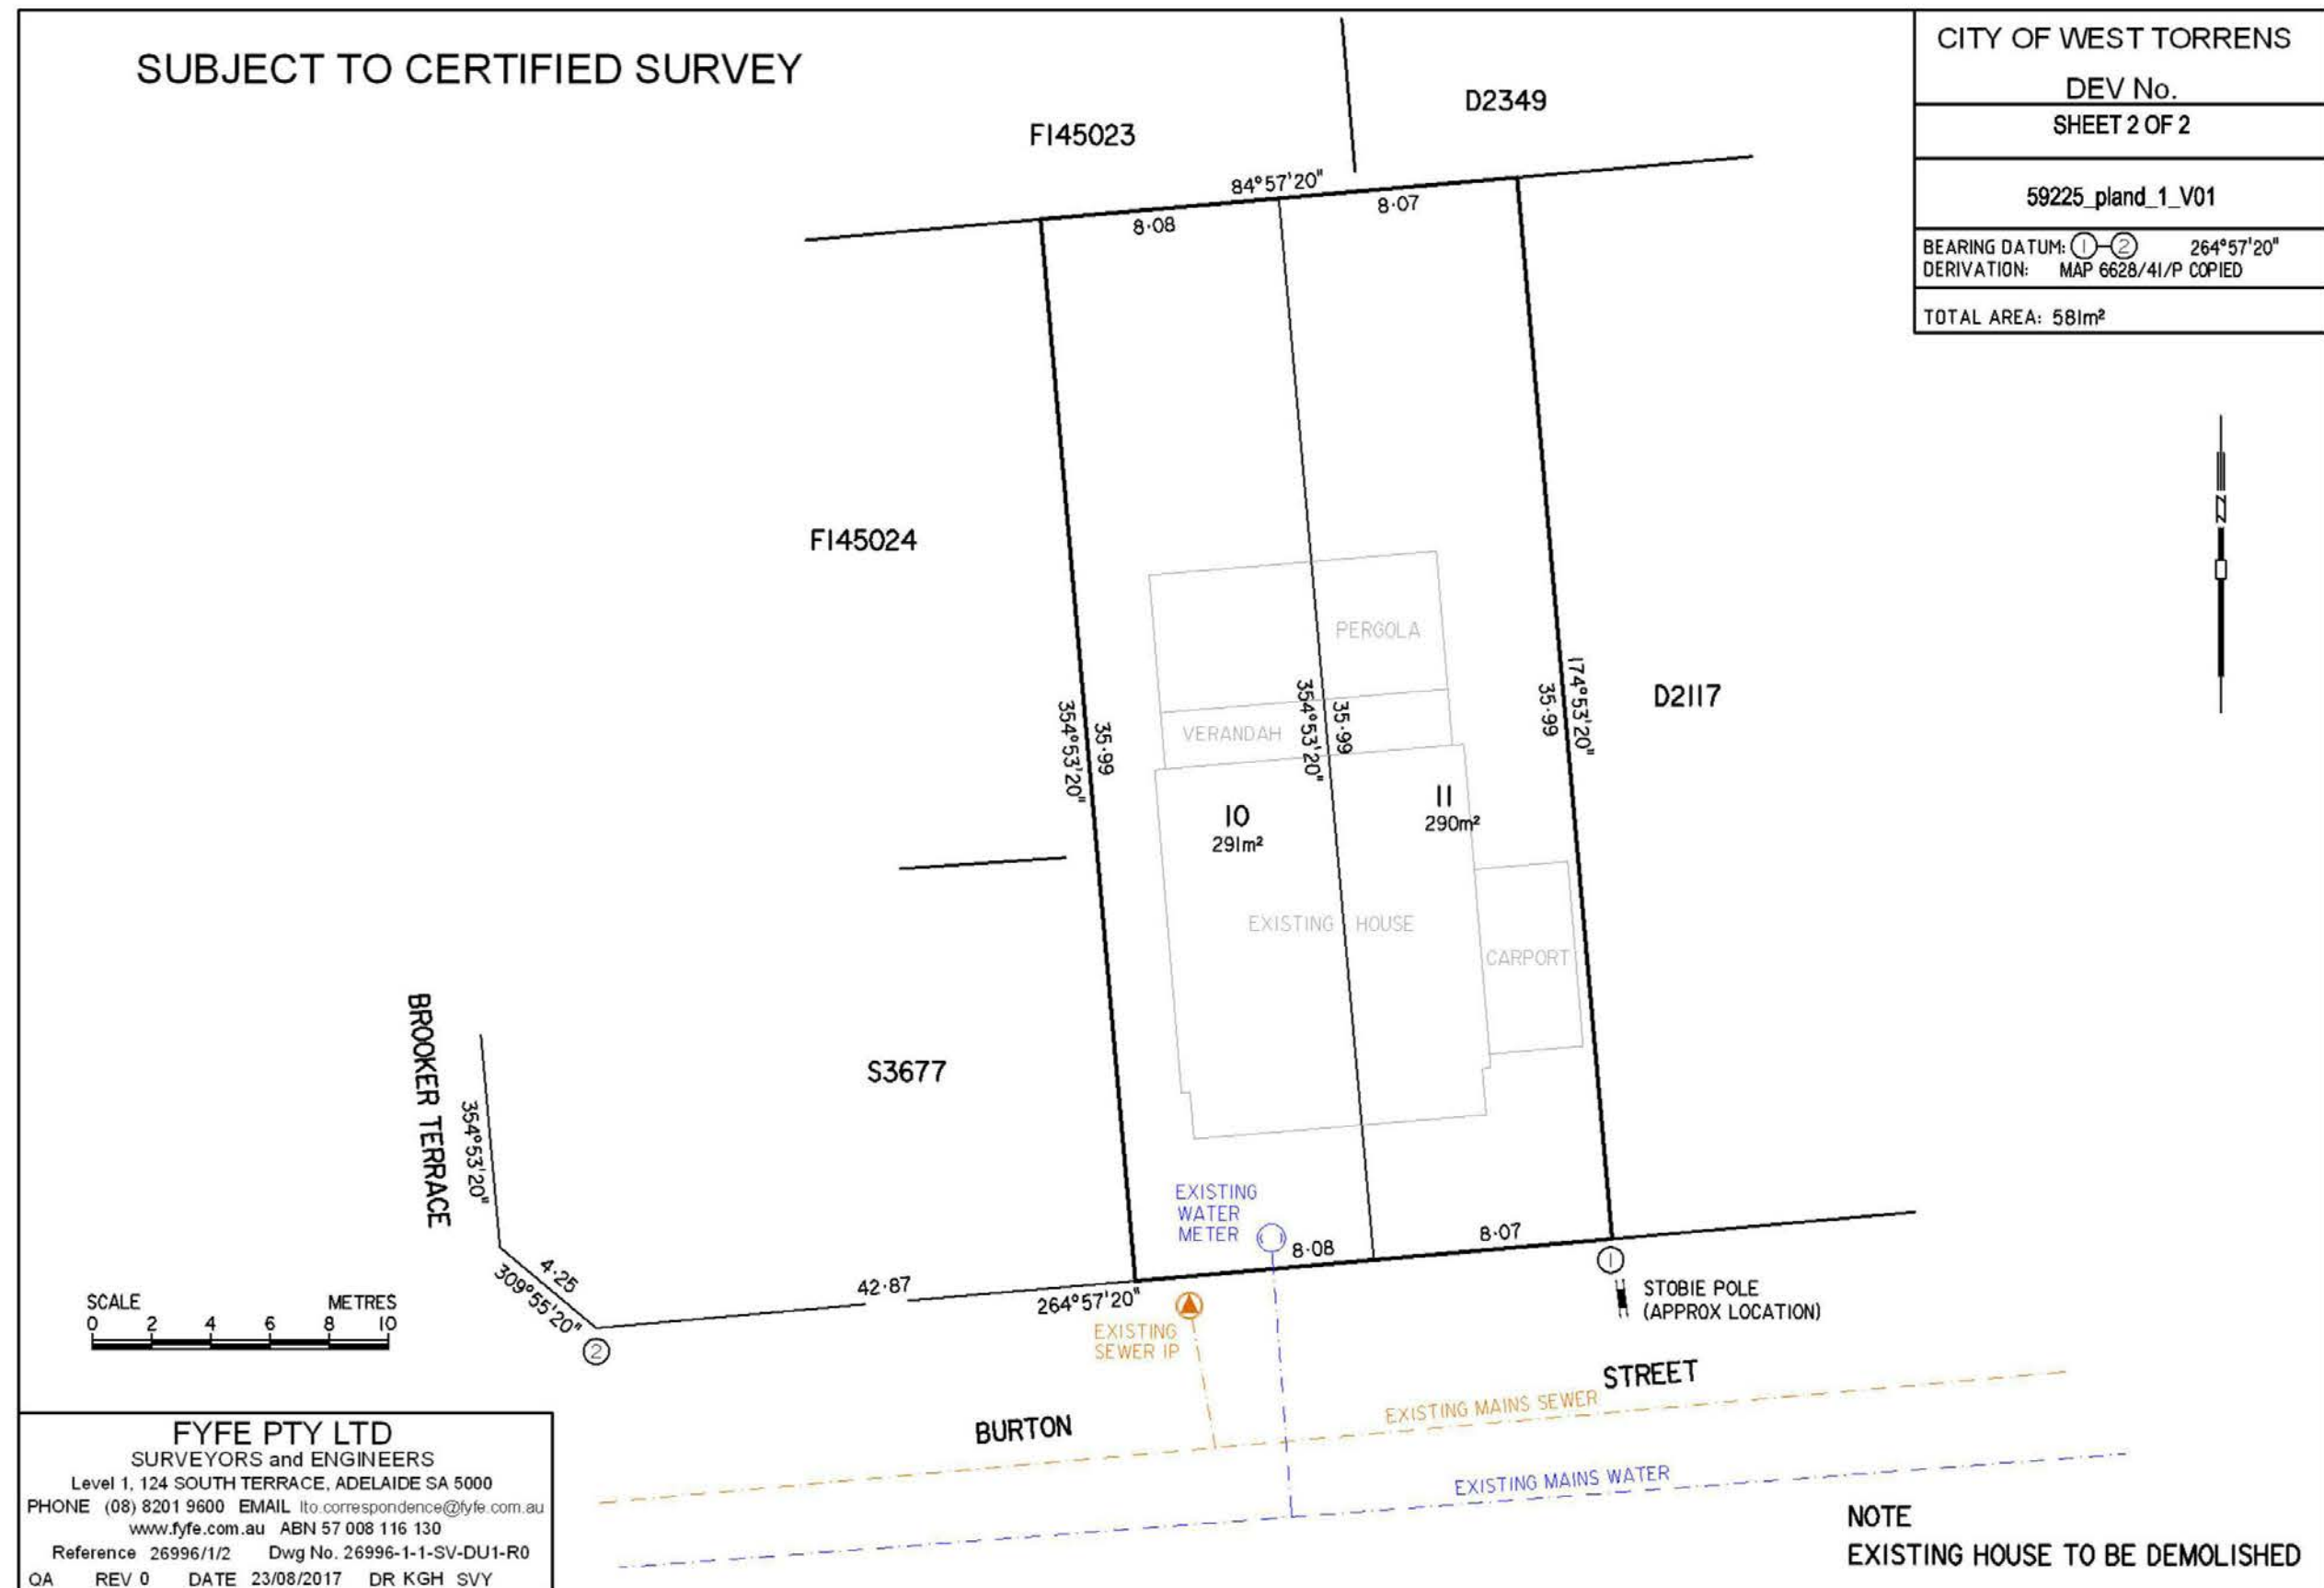 SUBJECT TO CERTIFIED SURVEY
CITY OF WEST TORRENS
DEV No.
SHEET 2 OF 2
59225_pland_1_V01
BEARING DATUM: 1-2 264°57'20"
DERIVATION: MAP 6628/41/P COPIED
TOTAL AREA: 581m²
D2349
F145023
84°57'20"
8·08
8·07
F145024
PERGOLA
VERANDAH
354°53'20"
35·99
354°53'20"
35·99
35·99
174°53'20"
D2117
10
291m²
11
290m²
EXISTING HOUSE
CARPORT
N
S3677
BROOKER TERRACE
354°53'20"
4·25
309°55'20"
2
42·87
264°57'20"
EXISTING
WATER
METER
8·08
8·07
1
STOBIE POLE
(APPROX LOCATION)
EXISTING
SEWER IP
SCALE METRES
0 2 4 6 8 10
BURTON STREET
EXISTING MAINS SEWER
EXISTING MAINS WATER
NOTE
EXISTING HOUSE TO BE DEMOLISHED
FYFE PTY LTD
SURVEYORS and ENGINEERS
Level 1, 124 SOUTH TERRACE, ADELAIDE SA 5000
PHONE (08) 8201 9600 EMAIL lto.correspondence@fyfe.com.au
www.fyfe.com.au ABN 57 008 116 130
Reference 26996/1/2 Dwg No. 26996-1-1-SV-DU1-R0
QA REV 0 DATE 23/08/2017 DR KGH SVY